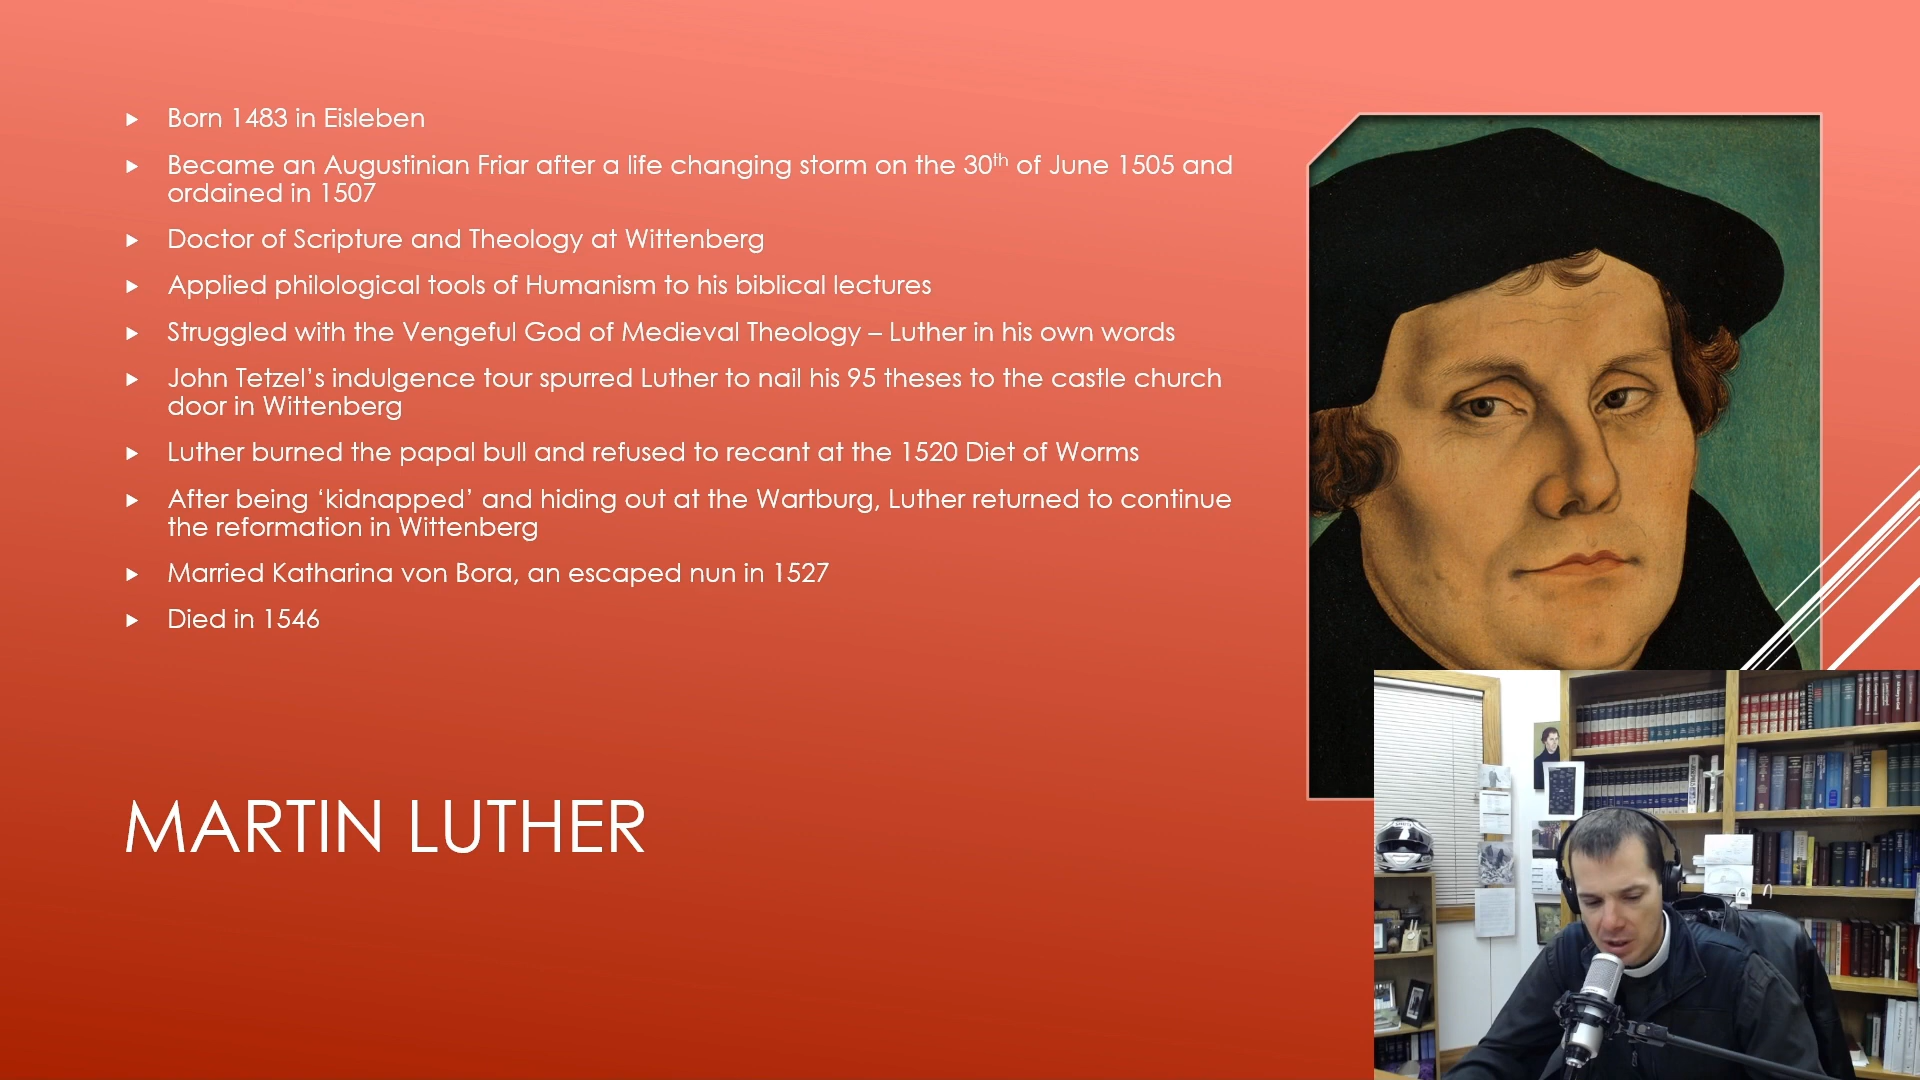 Born 1483 in Eisleben
Became an Augustinian Friar after a life changing storm on the 30th of June 1505 and
ordained in 1507
Doctor of Scripture and Theology at Wittenberg
Applied philological tools of Humanism to his biblical lectures
Struggled with the Vengeful God of Medieval Theology – Luther in his own words
John Tetzel’s indulgence tour spurred Luther to nail his 95 theses to the castle church
door in Wittenberg
Luther burned the papal bull and refused to recant at the 1520 Diet of Worms
After being ‘kidnapped’ and hiding out at the Wartburg, Luther returned to continue
the reformation in Wittenberg
Married Katharina von Bora, an escaped nun in 1527
Died in 1546
MARTIN LUTHER